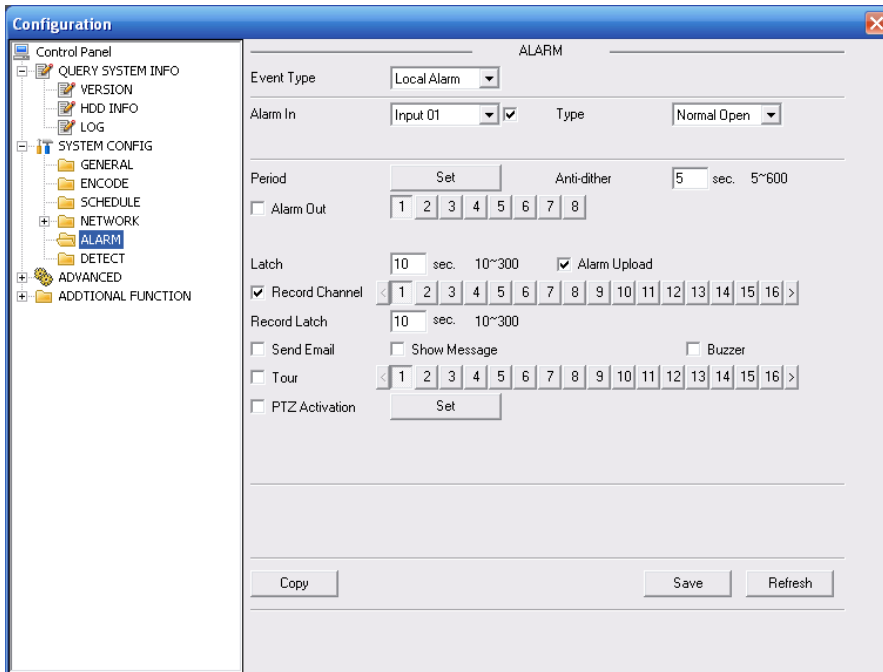 Configuration
Control Panel
QUERY SYSTEM INFO
VERSION
HDD INFO
LOG
SYSTEM CONFIG
GENERAL
ENCODE
SCHEDULE
NETWORK
ALARM
DETECT
ADVANCED
ADDTIONAL FUNCTION
ALARM
Event Type Local Alarm
Alarm In Input 01 Type Normal Open
Period Set Anti-dither 5 sec. 5~600
Alarm Out 1 2 3 4 5 6 7 8
Latch 10 sec. 10~300 Alarm Upload
Record Channel < 1 2 3 4 5 6 7 8 9 10 11 12 13 14 15 16 >
Record Latch 10 sec. 10~300
Send Email Show Message Buzzer
Tour < 1 2 3 4 5 6 7 8 9 10 11 12 13 14 15 16 >
PTZ Activation Set
Copy Save Refresh